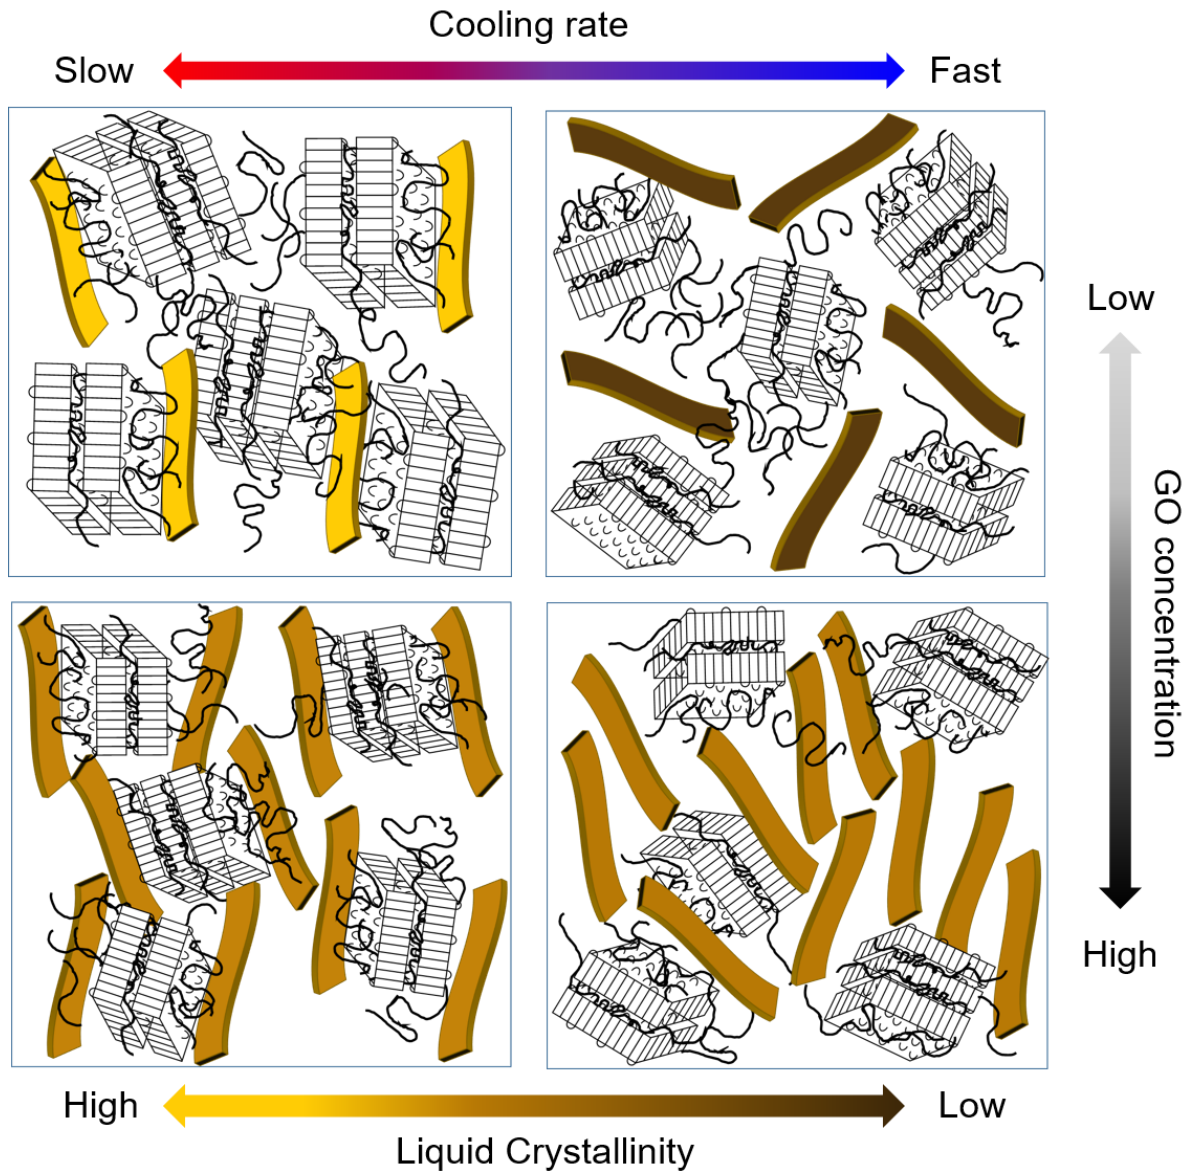 Cooling rate
Slow
Fast
Low
GO concentration
High
High
Low
Liquid Crystallinity